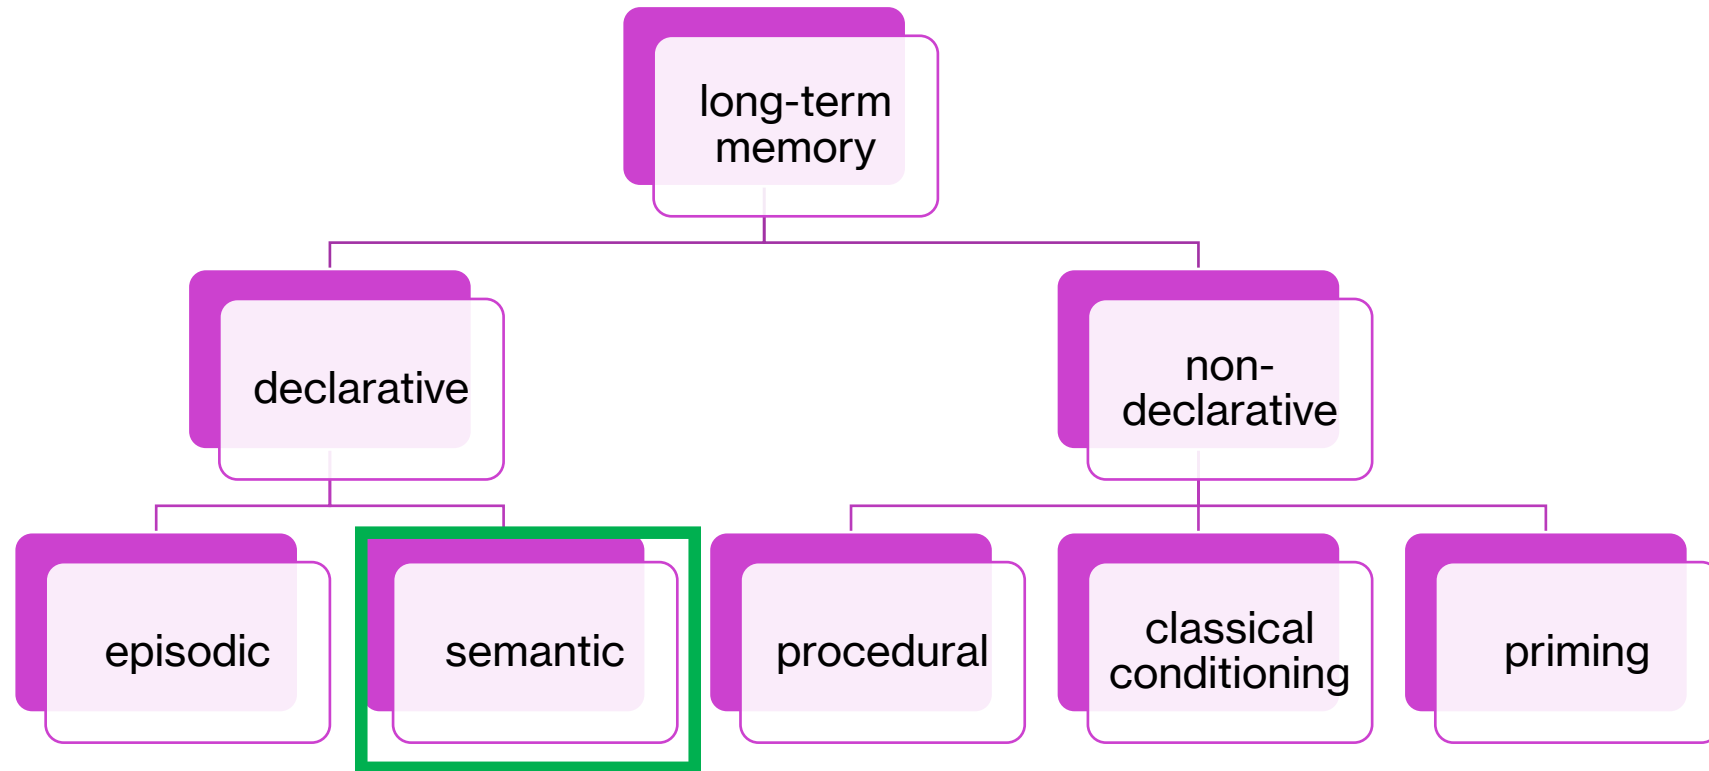 long-term
memory
declarative
non-
declarative
episodic
semantic
procedural
classical
conditioning
priming